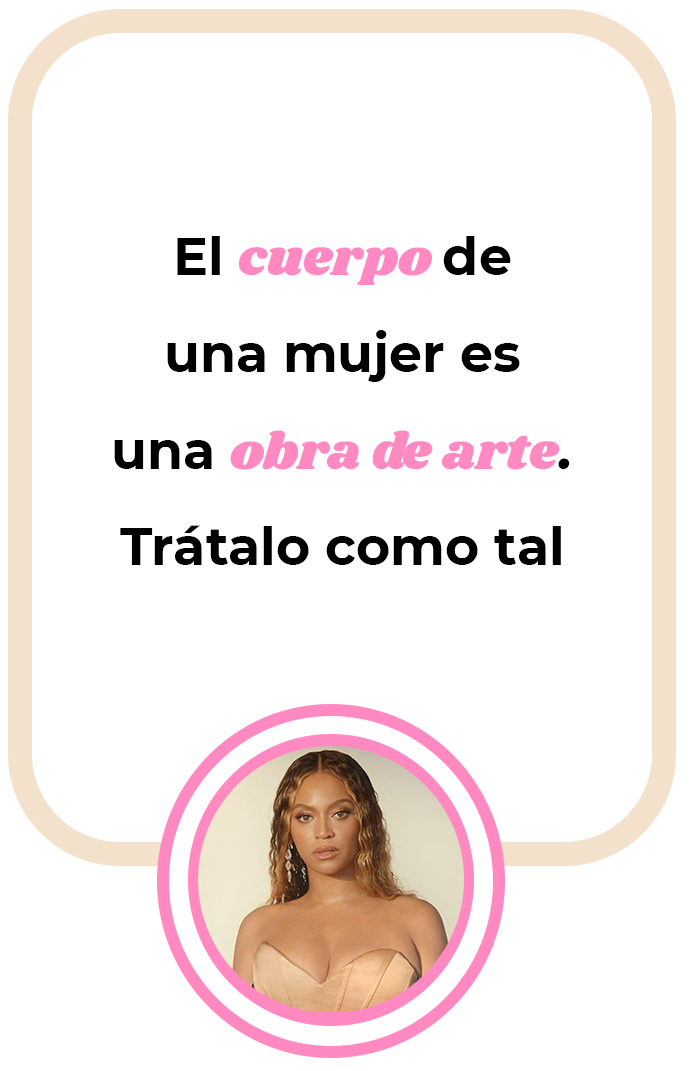 El cuerpo de
una mujer es
una obra de arte.
Trátalo como tal